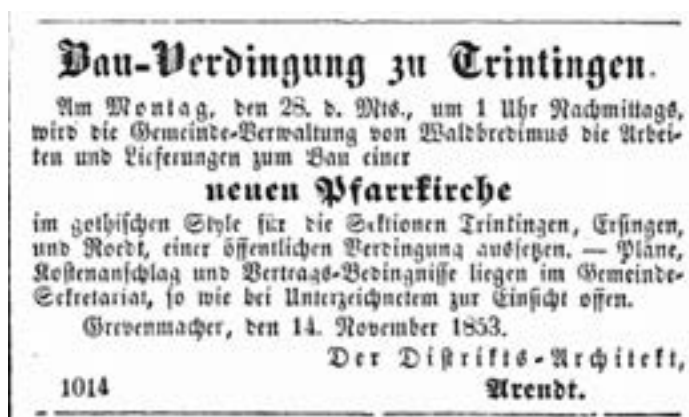 Bau-Verdingung zu Trintingen.
Am Montag, den 28. d. Mts., um 1 Uhr Nachmittags,
wird die Gemeinde-Verwaltung von Waldbredimus die Arbei-
ten und Lieferungen zum Bau einer
neuen Pfarrkirche
im gothischen Style für die Sektionen Trintingen, Ersingen,
und Roedt, einer öffentlichen Verdingung aussetzen. — Pläne,
Kostenanschlag und Vertrags-Bedingnisse liegen im Gemeinde-
Sekretariat, so wie bei Unterzeichnetem zur Einsicht offen.
Grevenmacher, den 14. November 1853.
Der Distrikts-Architekt,
1014 Arendt.